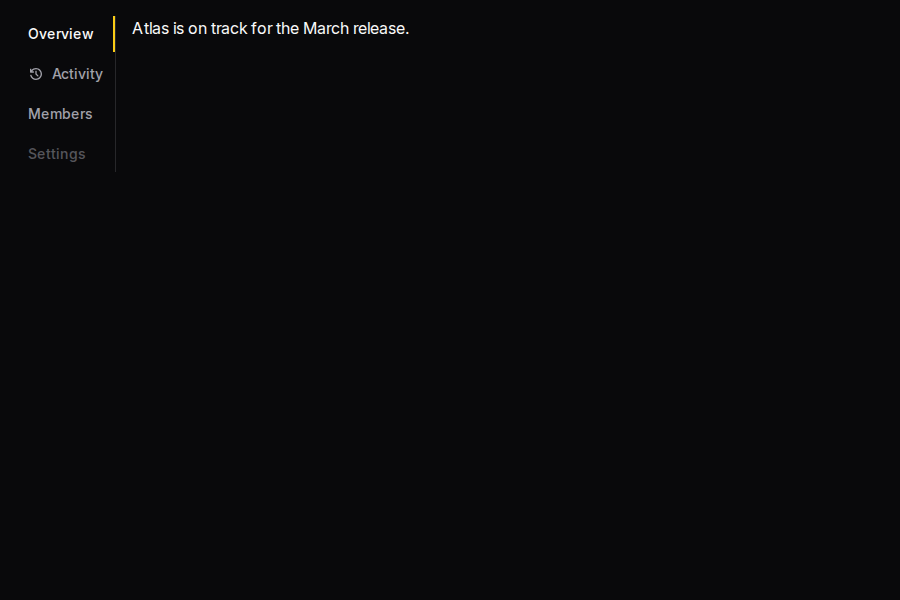 Overview
Atlas is on track for the March release.
Activity
Members
Settings